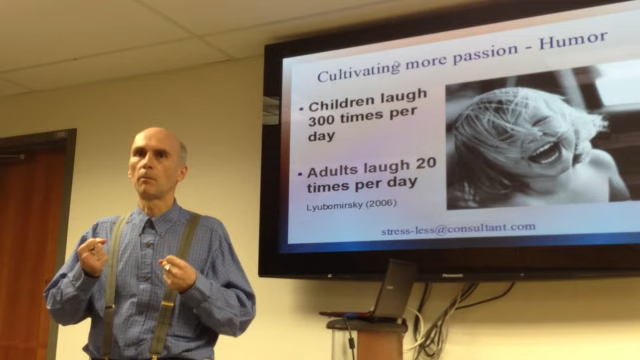 Cultivating more passion - Humor
• Children laugh
300 times per
day
• Adults laugh 20
times per day
Lyubomirsky (2006)
stress-less@consultant.com
Panasonic